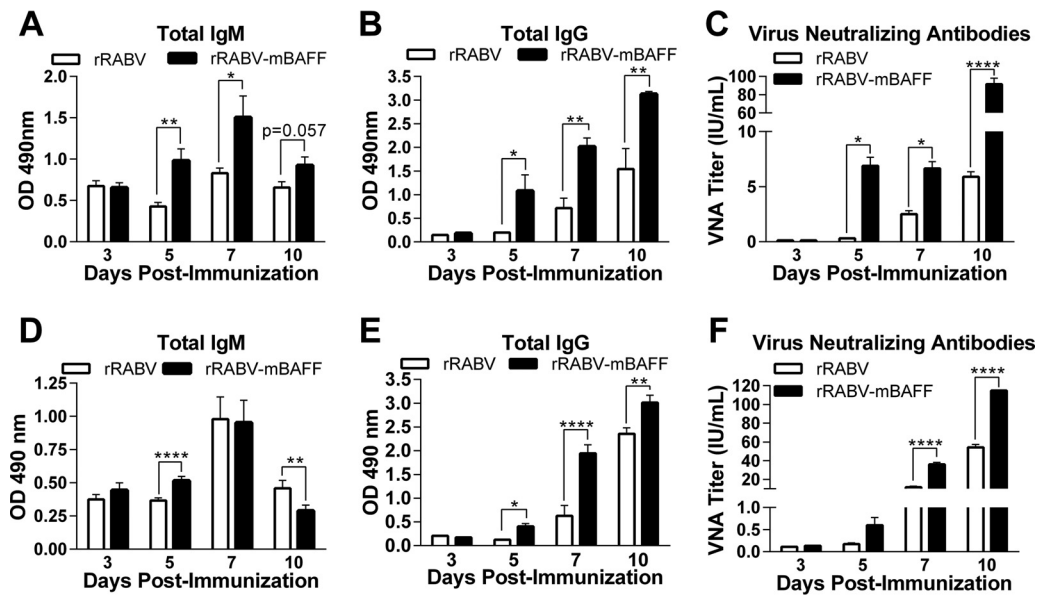 A
Total IgM
rRABV rRABV-mBAFF
OD 490nm
2.0
1.5
1.0
0.5
0.0
**
*
p=0.057
3 5 7 10
Days Post-Immunization
B
Total IgG
rRABV rRABV-mBAFF
OD 490nm
3.5
3.0
2.5
2.0
1.5
1.0
0.5
0.0
*
**
**
3 5 7 10
Days Post-Immunization
C
Virus Neutralizing Antibodies
rRABV
rRABV-mBAFF
VNA Titer (IU/mL)
100
80
60
40
20
10
5
0
*
*
****
3 5 7 10
Days Post-Immunization
D
Total IgM
rRABV rRABV-mBAFF
OD 490 nm
1.25
1.00
0.75
0.50
0.25
0.00
****
**
3 5 7 10
Days Post-Immunization
E
Total IgG
rRABV rRABV-mBAFF
OD 490 nm
3.5
3.0
2.5
2.0
1.5
1.0
0.5
0.0
*
****
**
3 5 7 10
Days Post-Immunization
F
Virus Neutralizing Antibodies
rRABV
rRABV-mBAFF
VNA Titer (IU/mL)
120
100
80
60
40
20
1.0
0.5
0.0
****
****
3 5 7 10
Days Post-Immunization